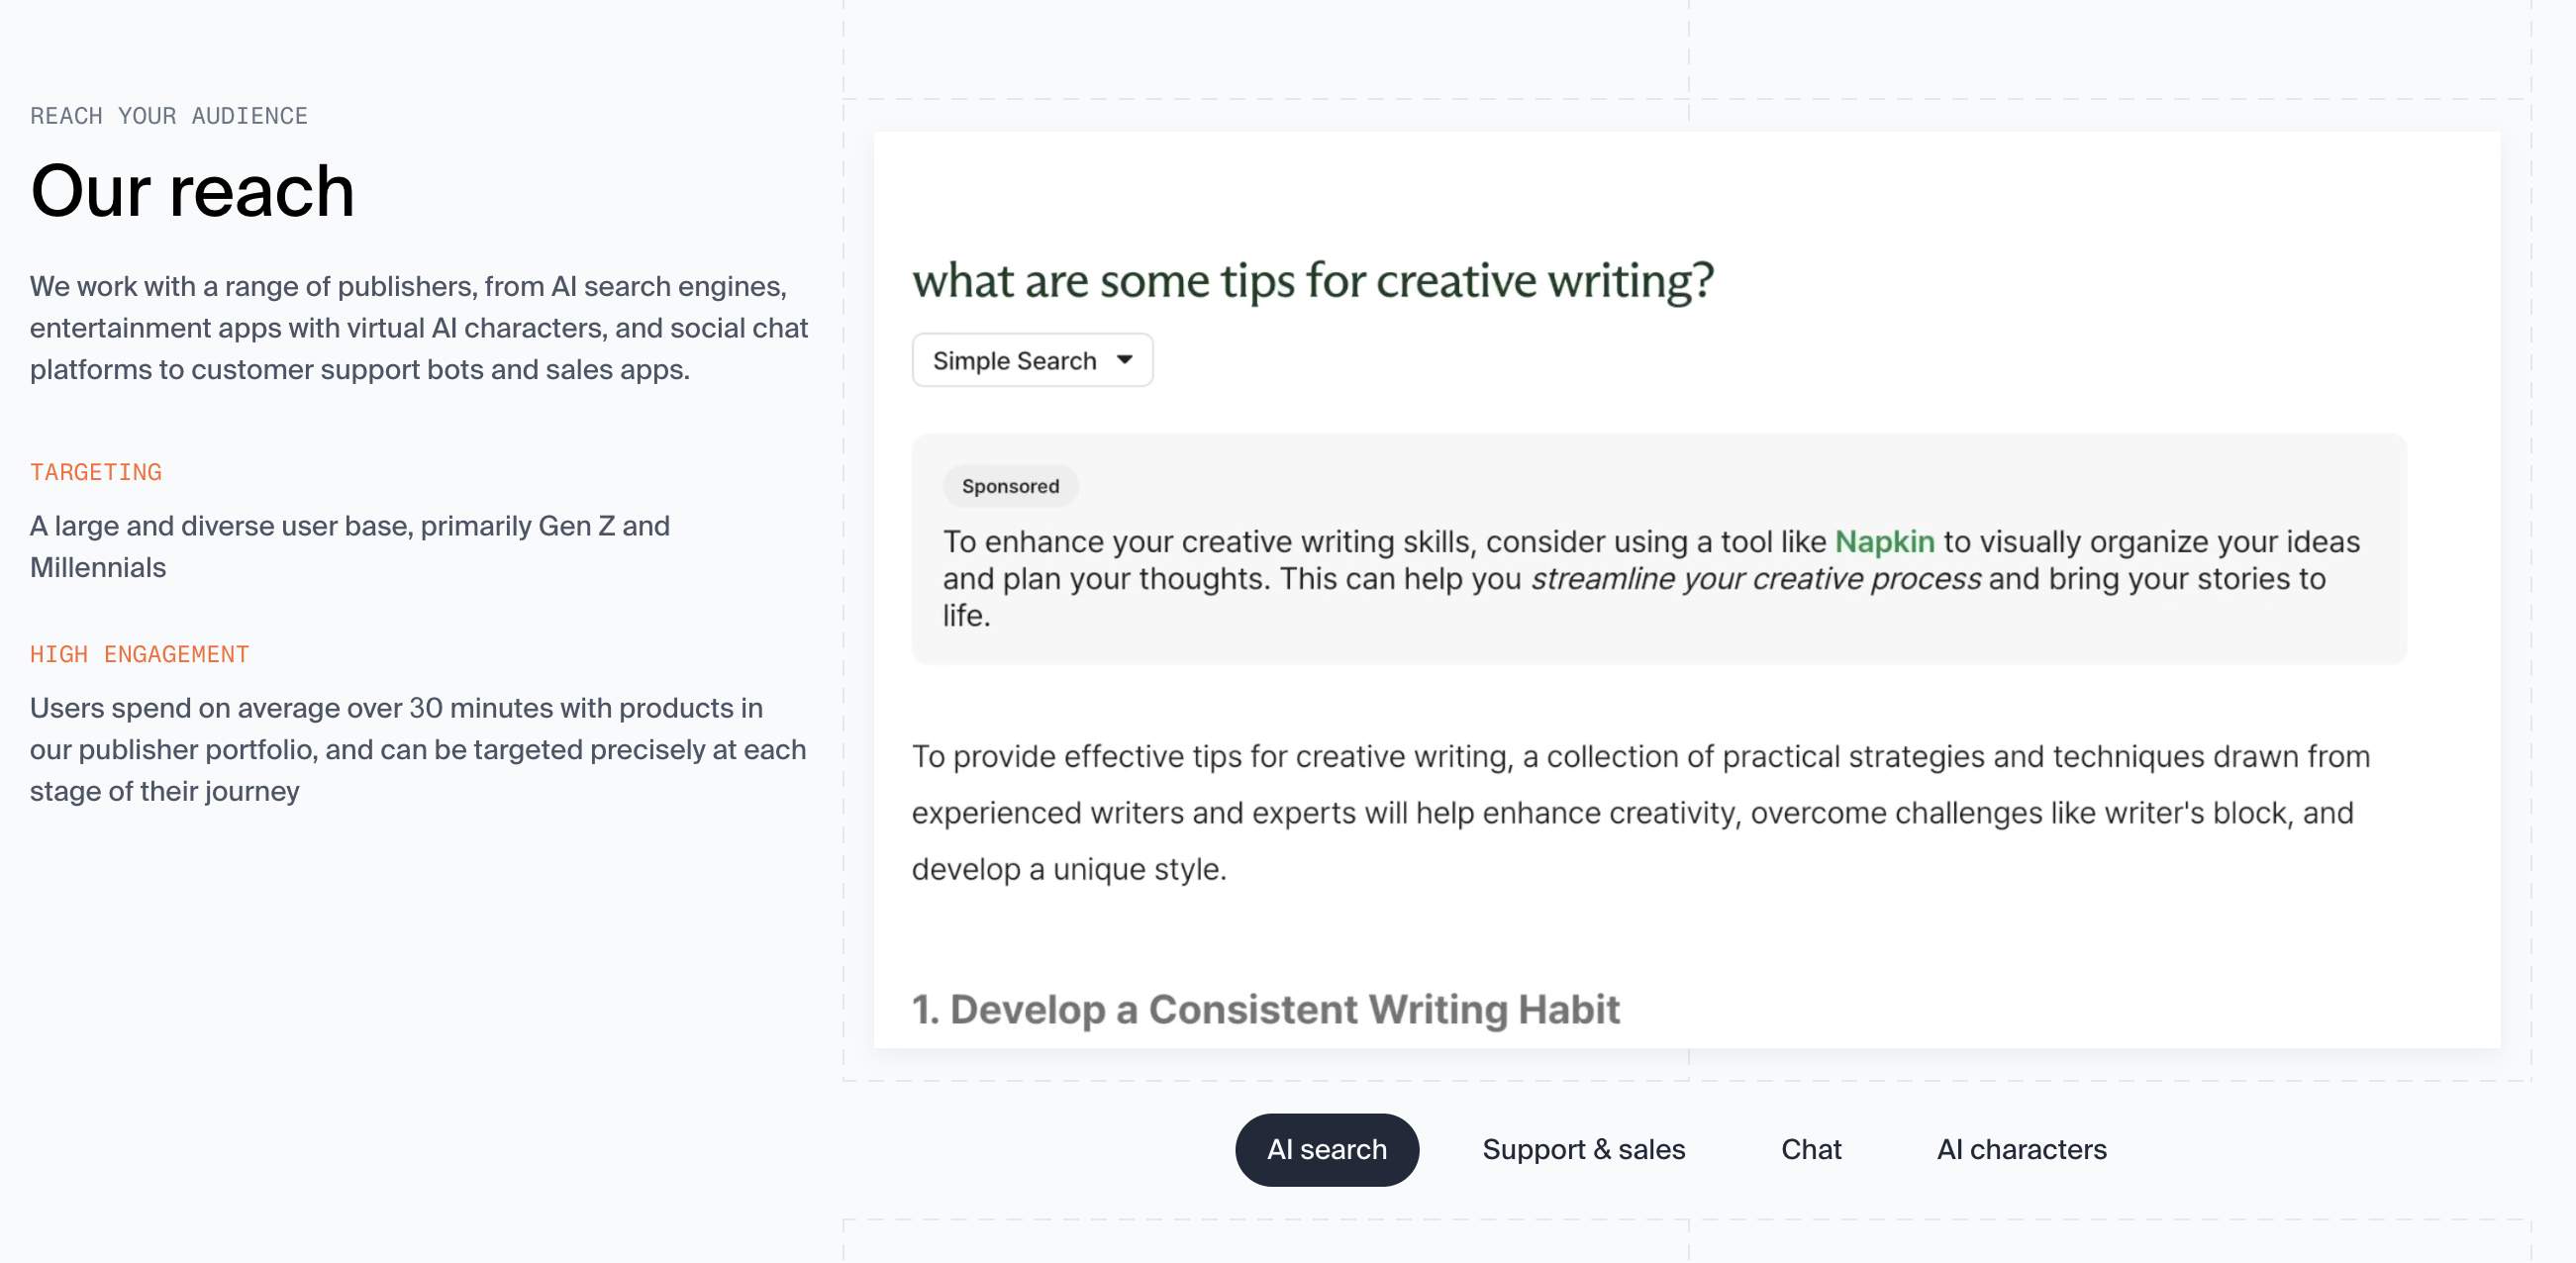 REACH YOUR AUDIENCE
Our reach
We work with a range of publishers, from AI search engines,
entertainment apps with virtual AI characters, and social chat
platforms to customer support bots and sales apps.
TARGETING
A large and diverse user base, primarily Gen Z and
Millennials
HIGH ENGAGEMENT
Users spend on average over 30 minutes with products in
our publisher portfolio, and can be targeted precisely at each
stage of their journey
what are some tips for creative writing?
Simple Search
Sponsored
To enhance your creative writing skills, consider using a tool like Napkin to visually organize your ideas
and plan your thoughts. This can help you streamline your creative process and bring your stories to
life.
To provide effective tips for creative writing, a collection of practical strategies and techniques drawn from
experienced writers and experts will help enhance creativity, overcome challenges like writer's block, and
develop a unique style.
1. Develop a Consistent Writing Habit
AI search
Support & sales
Chat
AI characters